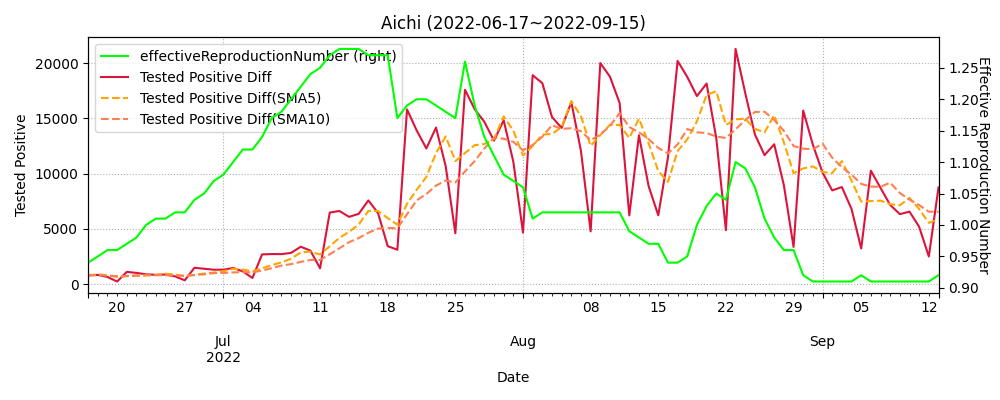 Aichi (2022-06-17~2022-09-15)
effectiveReproductionNumber (right)
Tested Positive Diff
Tested Positive Diff(SMA5)
Tested Positive Diff(SMA10)
Tested Positive
20000
15000
10000
5000
0
1.25
1.20
1.15
1.10
1.05
1.00
0.95
0.90
Effective Reproduction Number
20 27 04 11 18 25 08 15 22 29 05 12
Jul Aug Sep
2022
Date